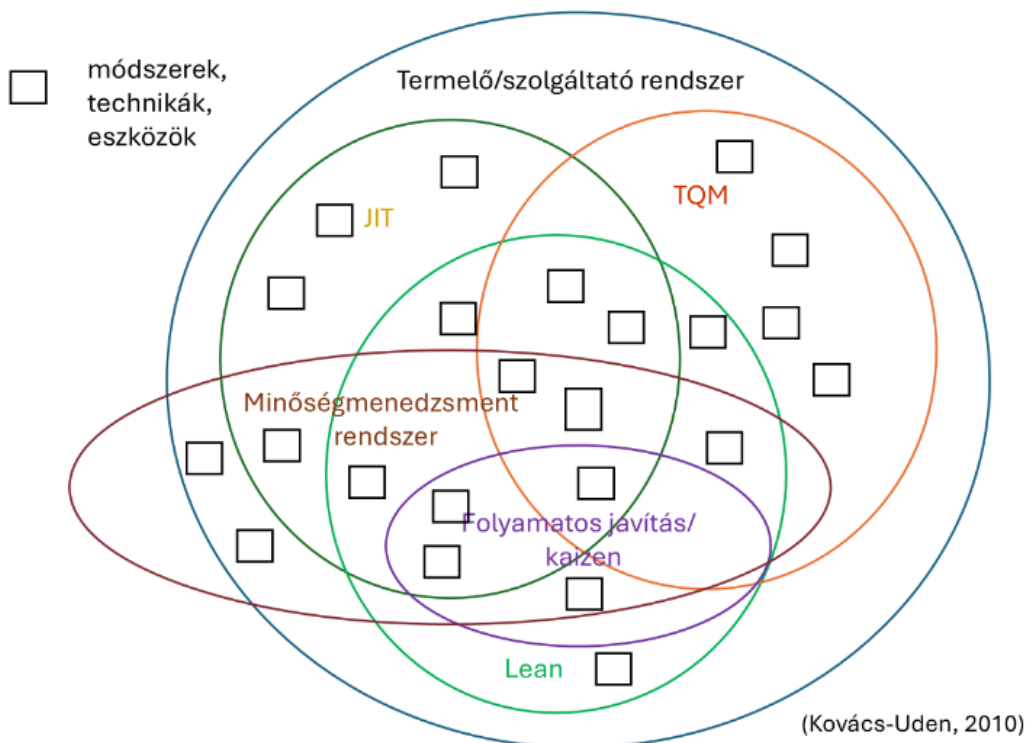 módszerek,
technikák,
eszközök
Termelő/szolgáltató rendszer
TQM
JIT
Minőségmenedzsment
rendszer
Folyamatos javítás/
kaizen
Lean
(Kovács-Uden, 2010)